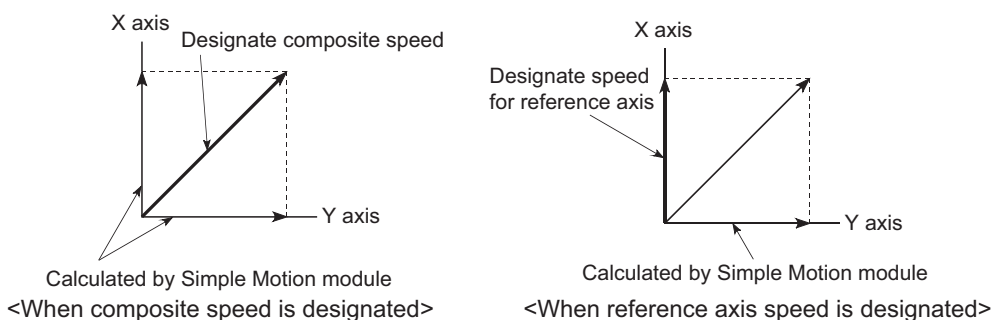 X axis
Designate composite speed
Y axis
Calculated by Simple Motion module
<When composite speed is designated>
X axis
Designate speed
for reference axis
Y axis
Calculated by Simple Motion module
<When reference axis speed is designated>